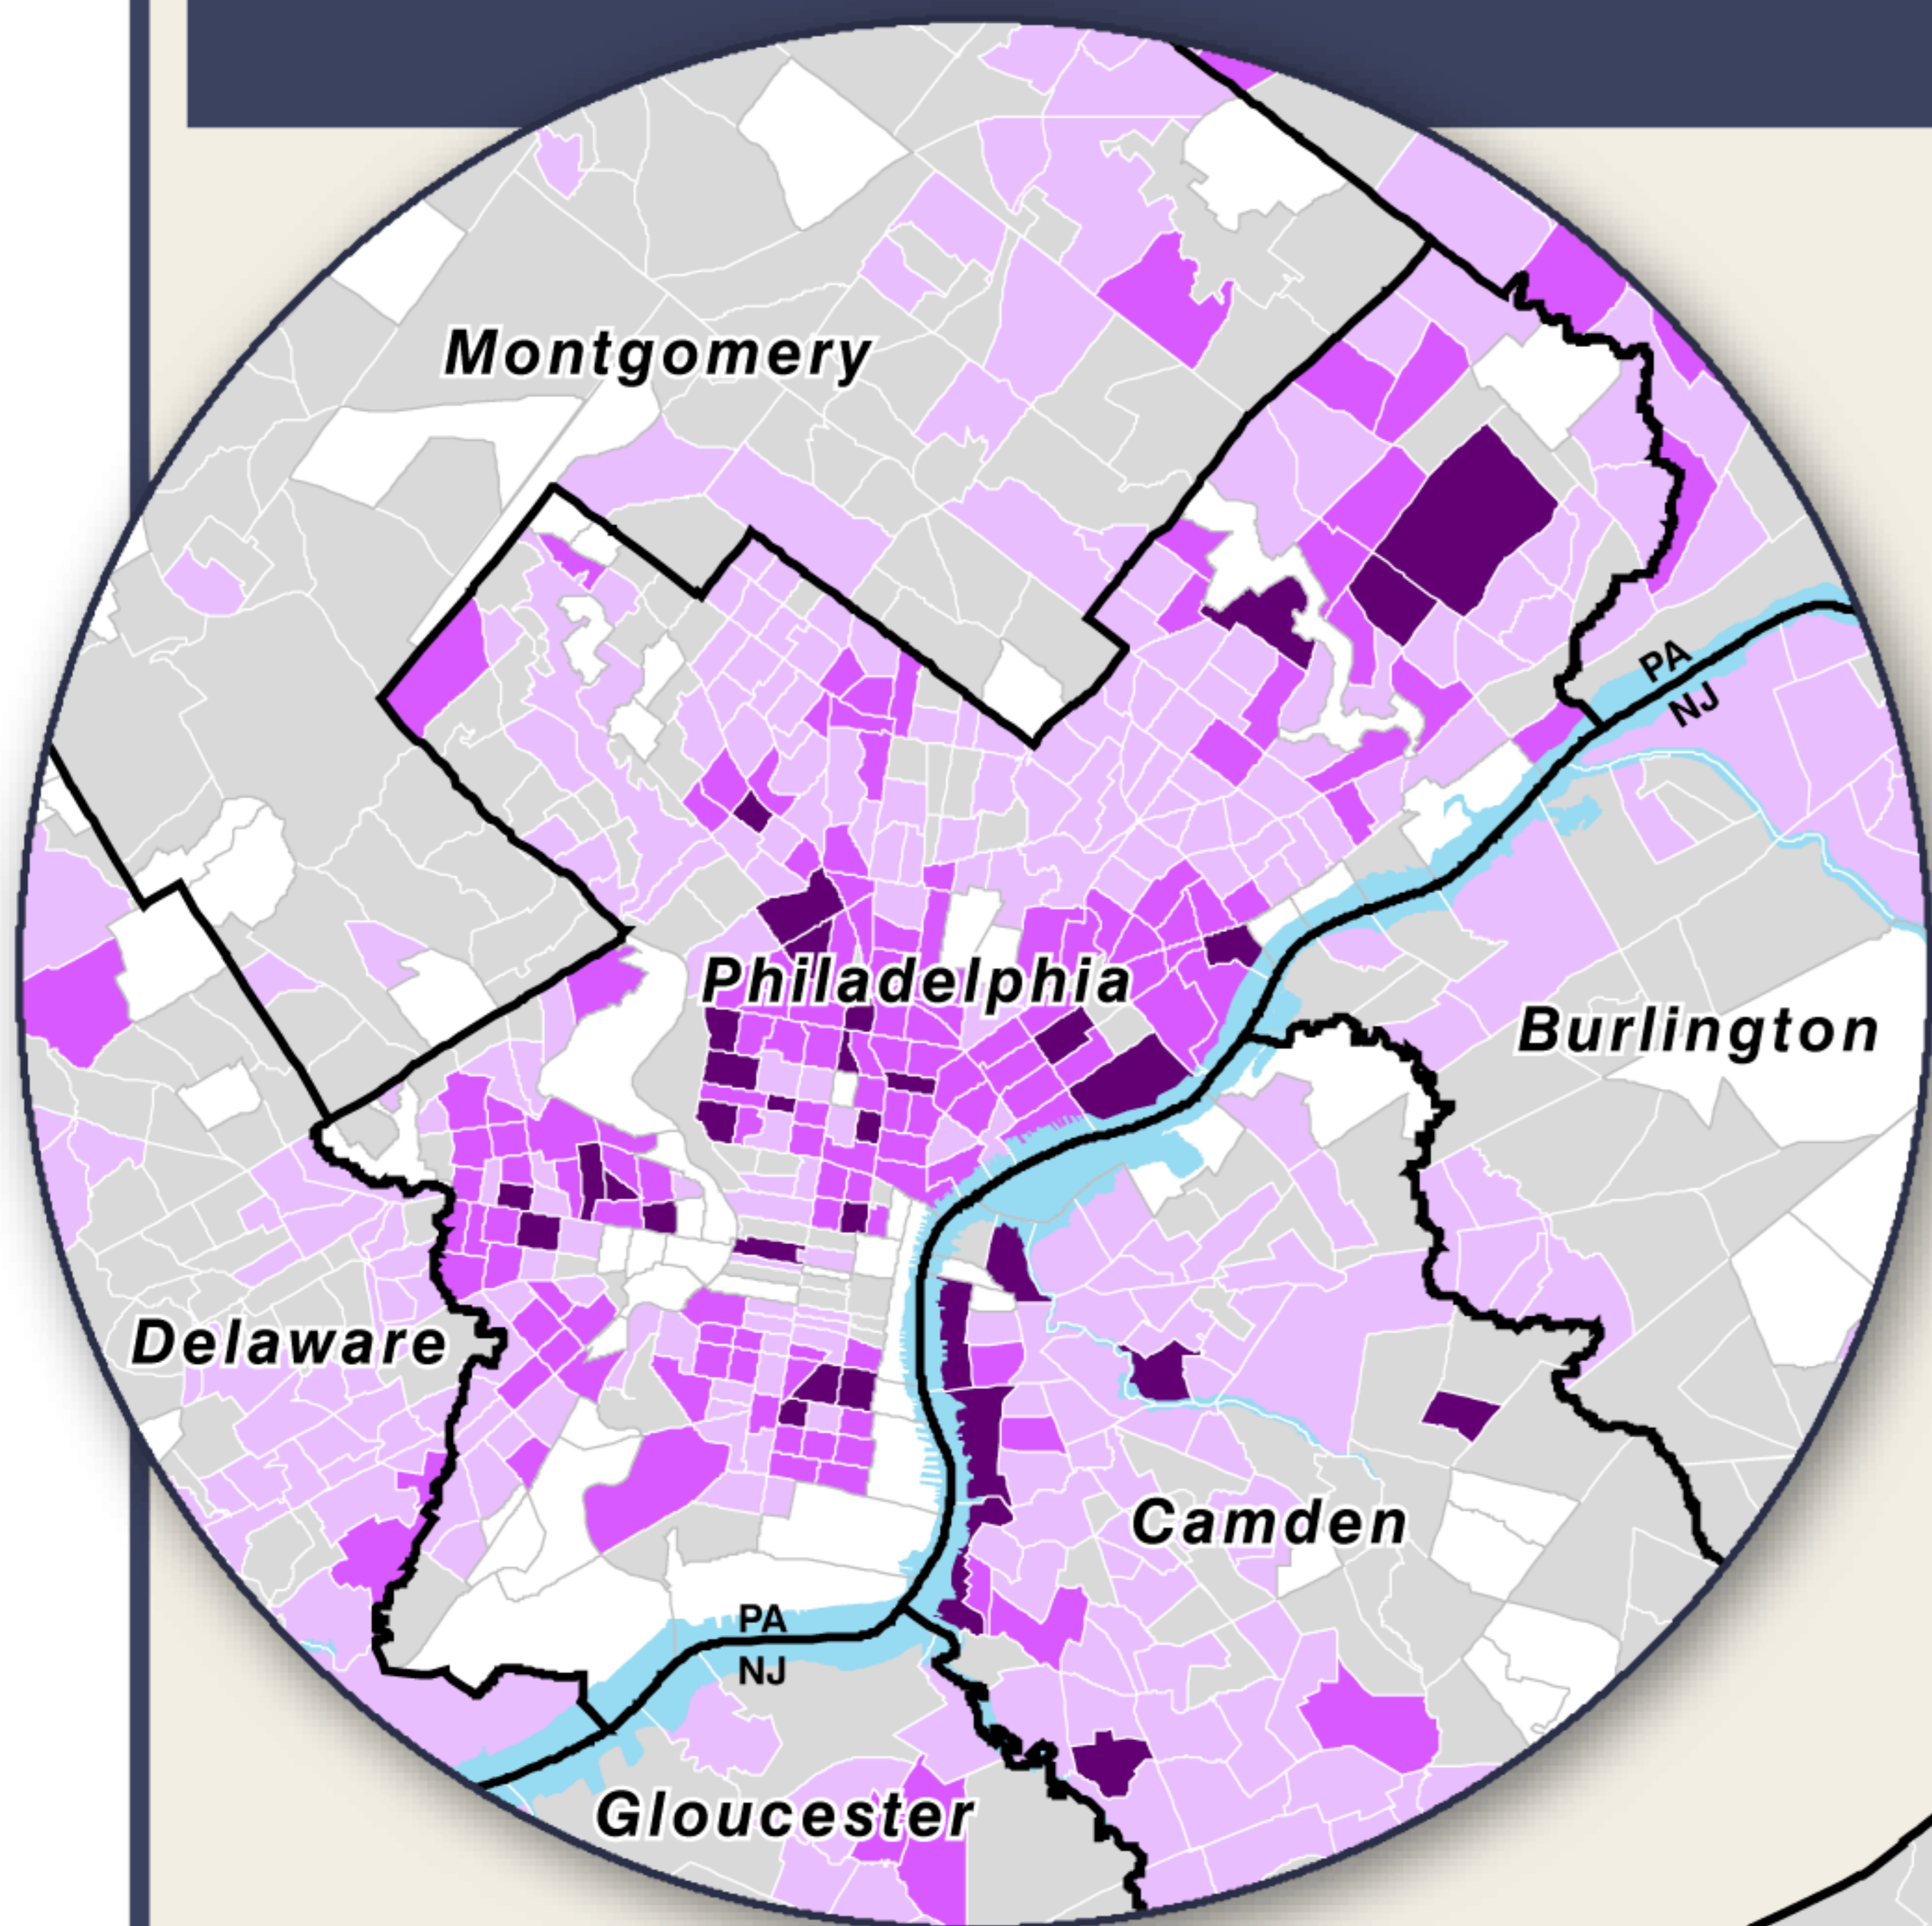 Montgomery
PA
NJ
Philadelphia
Burlington
Delaware
Camden
PA
NJ
Gloucester